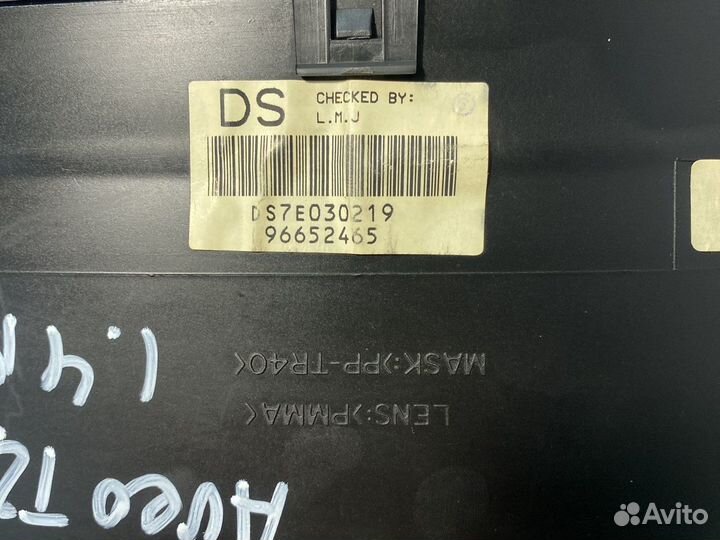 DS
CHECKED BY:
L.M.J
DS7E030219
96652465
LENS:>PMMA<
MASK:>PP-TR40<
Aveo T2
1.4
Avito